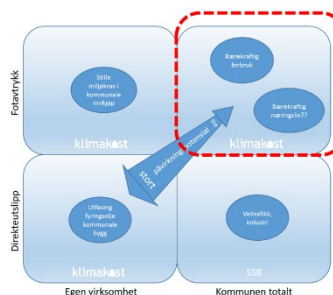 Fotavtrykk
Stille
miljøkrav i
kommunale
innkjøp
klimakost
Bærekraftig
forbruk
Bærekraftig
næringsliv??
klimakost
stort
påvirkningspotensial
lite
Direkteutslipp
Utfasing
fyringsolje
kommunale
bygg
klimakost
Veitrafikk,
industri
SSB
Egen virksomhet
Kommunen totalt